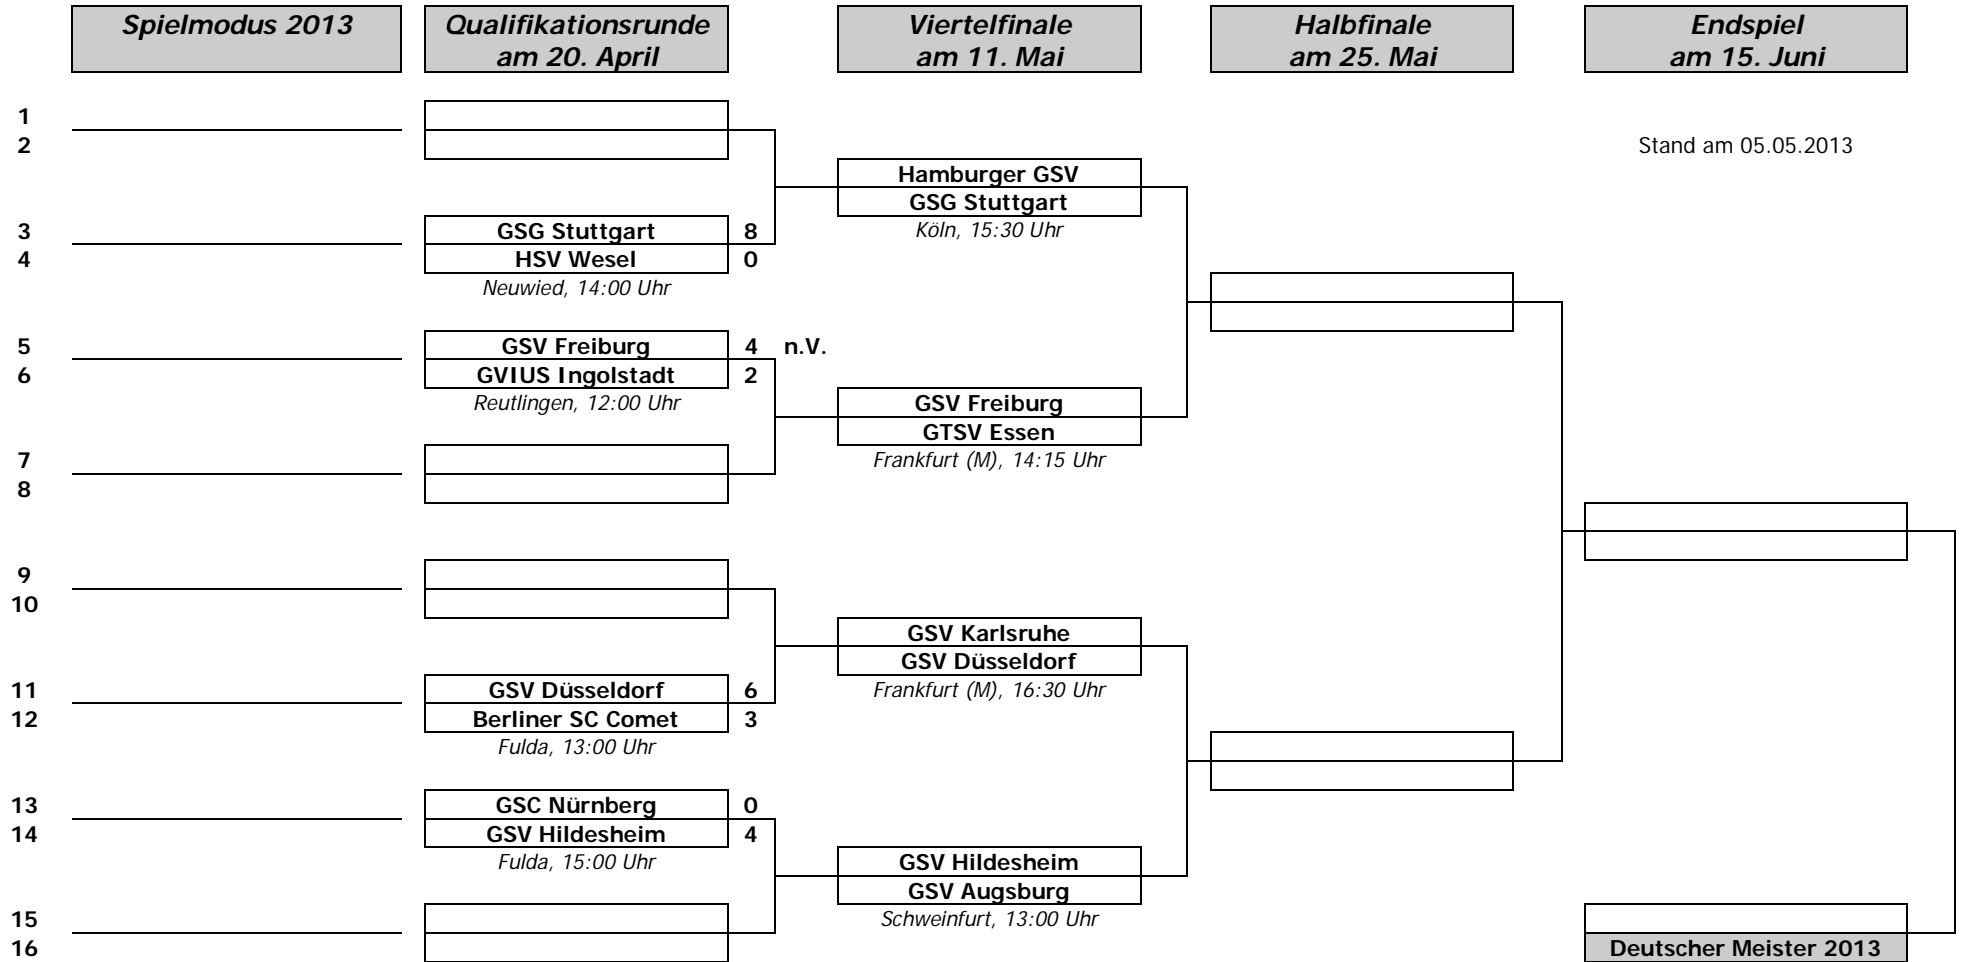 Spielmodus 2013
Qualifikationsrunde
am 20. April
Viertelfinale
am 11. Mai
Halbfinale
am 25. Mai
Endspiel
am 15. Juni
1
2
Stand am 05.05.2013
Hamburger GSV
GSG Stuttgart
Köln, 15:30 Uhr
3
GSG Stuttgart 8
4
HSV Wesel 0
Neuwied, 14:00 Uhr
5
GSV Freiburg 4 n.V.
6
GVIUS Ingolstadt 2
Reutlingen, 12:00 Uhr
GSV Freiburg
GTSV Essen
Frankfurt (M), 14:15 Uhr
7
8
9
10
GSV Karlsruhe
GSV Düsseldorf
Frankfurt (M), 16:30 Uhr
11
GSV Düsseldorf 6
12
Berliner SC Comet 3
Fulda, 13:00 Uhr
13
GSC Nürnberg 0
14
GSV Hildesheim 4
Fulda, 15:00 Uhr
GSV Hildesheim
GSV Augsburg
Schweinfurt, 13:00 Uhr
15
16
Deutscher Meister 2013